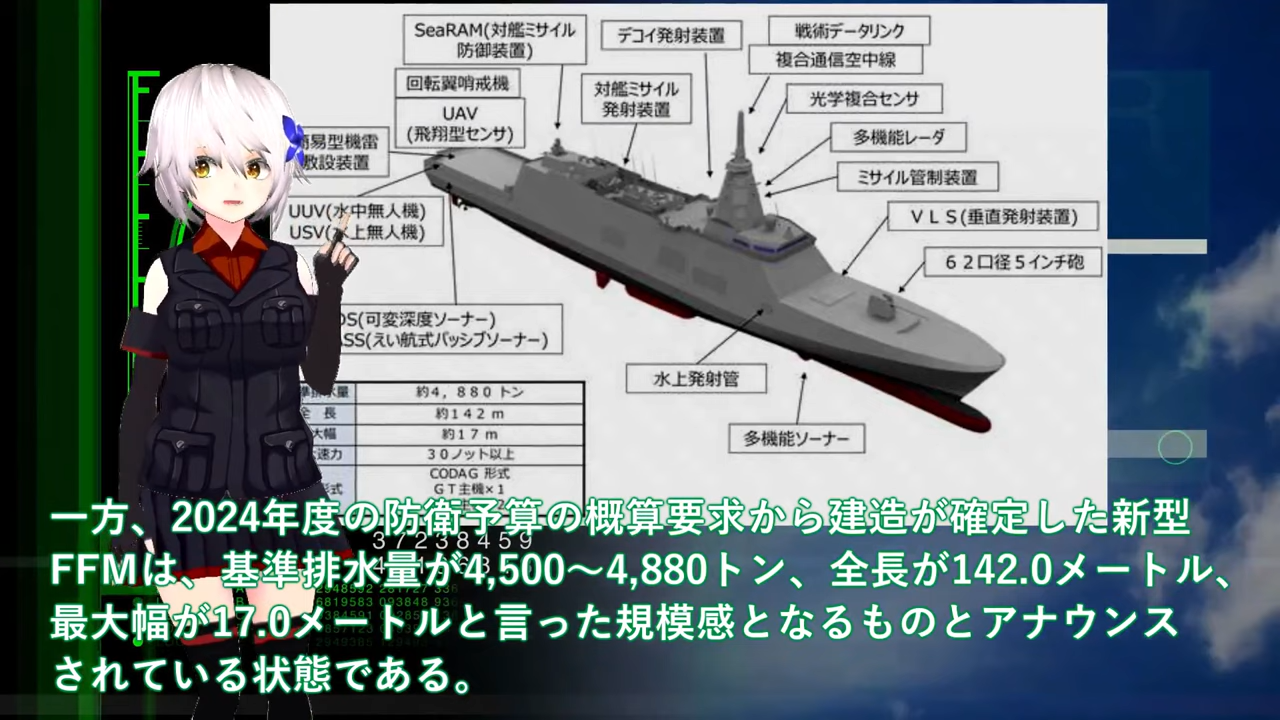 SeaRAM(対艦ミサイル
防御装置)
デコイ発射装置
戦術データリンク
複合通信空中線
回転翼哨戒機
対艦ミサイル
発射装置
光学複合センサ
UAV
(飛翔型センサ)
易型機雷
敷設装置
多機能レーダ
ミサイル管制装置
UUV(水中無人機)
USV(水上無人機)
VLS(垂直発射装置)
62口径5インチ砲
DS(可変深度ソーナー)
ASS(えい航式パッシブソーナー)
水上発射管
多機能ソーナー
準排水量 約4,880トン
全 長 約142m
大幅 約17m
速力 30ノット以上
形式 CODAG 形式
GT主機×1
一方、2024年度の防衛予算の概算要求から建造が確定した新型
FFMは、基準排水量が4,500～4,880トン、全長が142.0メートル、
最大幅が17.0メートルと言った規模感となるものとアナウンス
されている状態である。
37238459